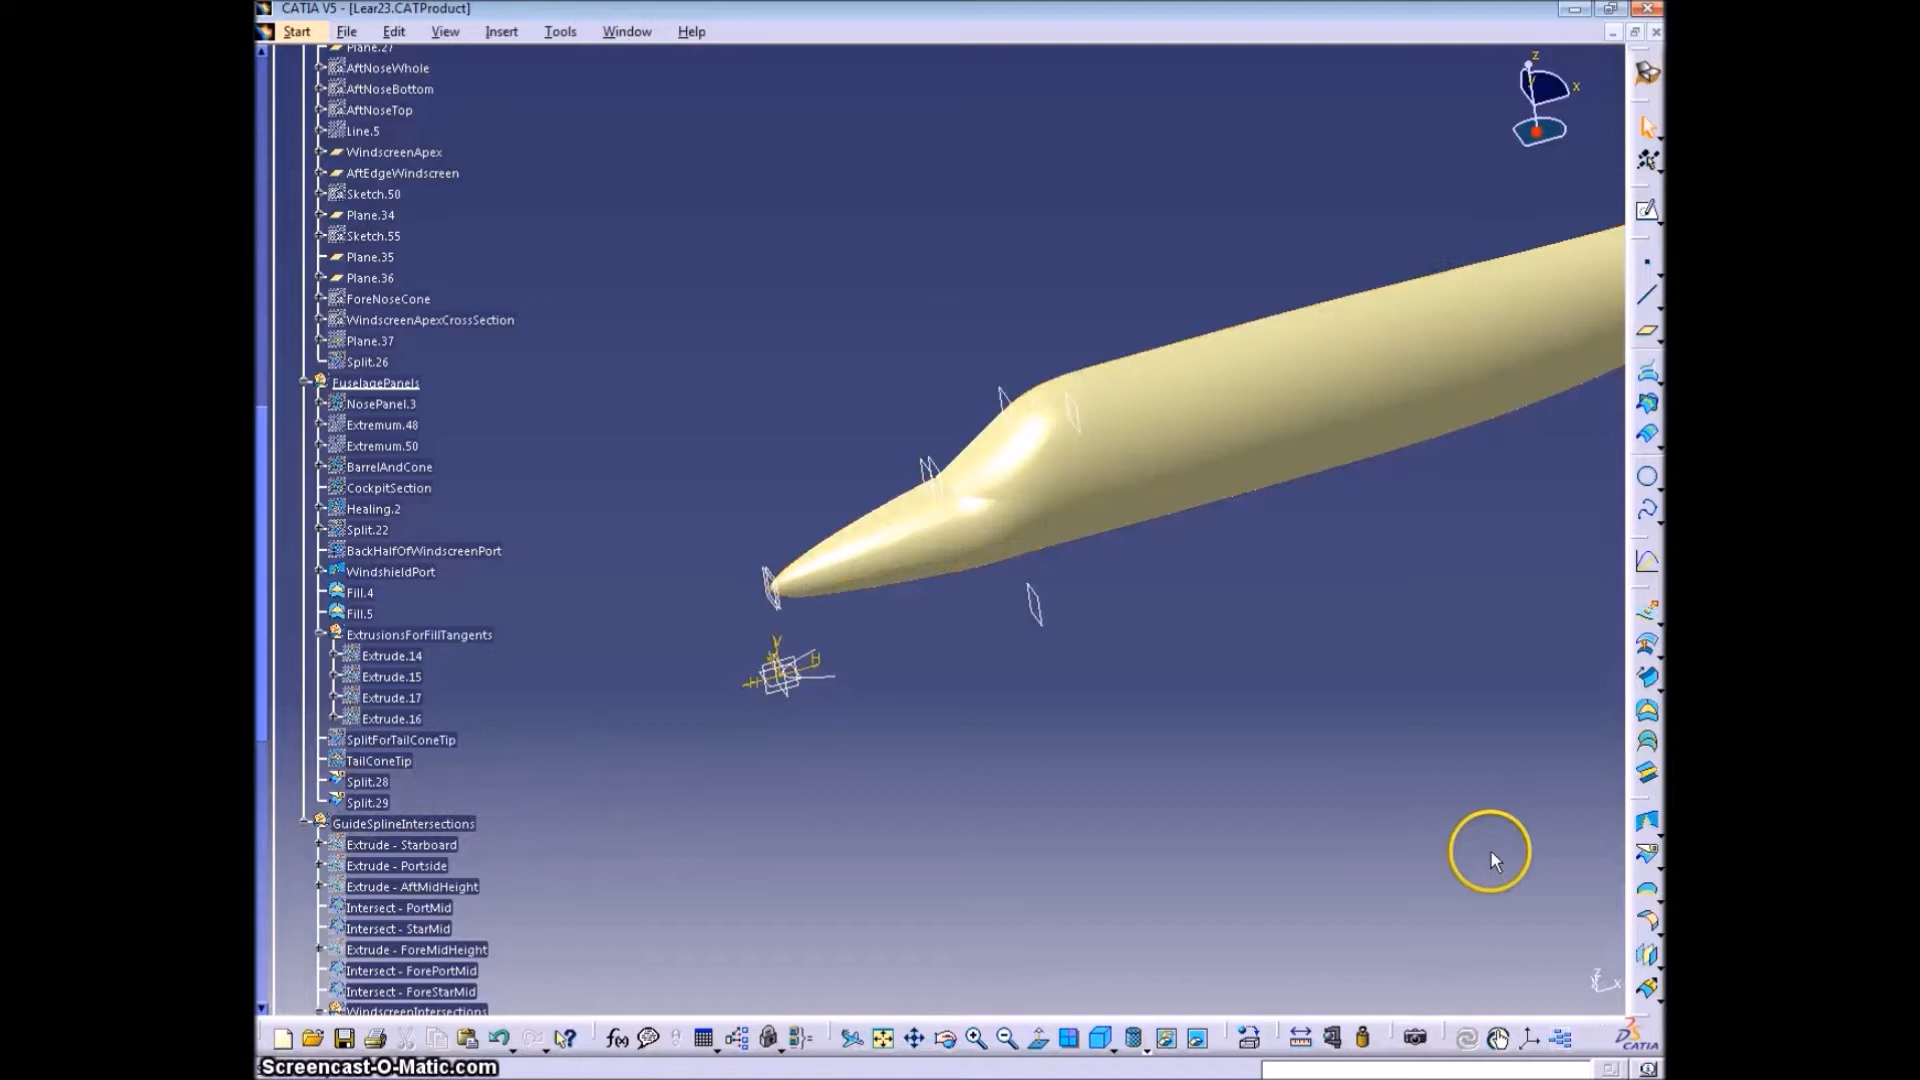 CATIA V5 - [Lear23.CATProduct]
Start File Edit View Insert Tools Window Help
Plane.27
AftNoseWhole
AftNoseBottom
AftNoseTop
Line.5
WindscreenApex
AftEdgeWindscreen
Sketch.50
Plane.34
Sketch.55
Plane.35
Plane.36
ForeNoseCone
WindscreenApexCrossSection
Plane.37
Split.26
FuselagePanels
NosePanel.3
Extremum.48
Extremum.50
BarrelAndCone
CockpitSection
Healing.2
Split.22
BackHalfOfWindscreenPort
WindshieldPort
Fill.4
Fill.5
ExtrusionsForFillTangents
Extrude.14
Extrude.15
Extrude.17
Extrude.16
SplitForTailConeTip
TailConeTip
Split.28
Split.29
GuideSplineIntersections
Extrude - Starboard
Extrude - Portside
Extrude - AftMidHeight
Intersect - PortMid
Intersect - StarMid
Extrude - ForeMidHeight
Intersect - ForePortMid
Intersect - ForeStarMid
WindscreenIntersections
z
x
y
V
H
H
z
x
f(x)
CATIA
Screencast-O-Matic.com